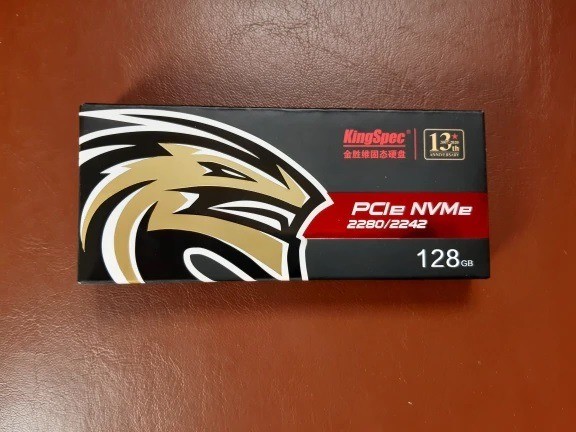 KingSpec®
金胜维固态硬盘
13th
ANNIVERSARY
PCIe NVMe
2280/2242
128GB